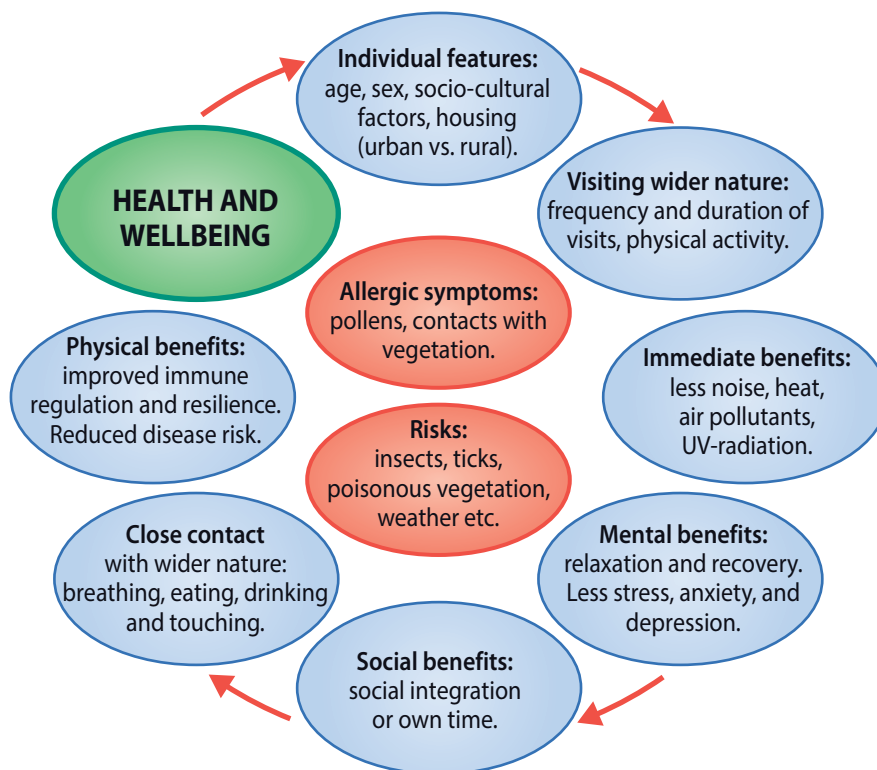 Individual features:
age, sex, socio-cultural
factors, housing
(urban vs. rural).
HEALTH AND
WELLBEING
Visiting wider nature:
frequency and duration of
visits, physical activity.
Allergic symptoms:
pollens, contacts with
vegetation.
Physical benefits:
improved immune
regulation and resilience.
Reduced disease risk.
Immediate benefits:
less noise, heat,
air pollutants,
UV-radiation.
Risks:
insects, ticks,
poisonous vegetation,
weather etc.
Close contact
with wider nature:
breathing, eating, drinking
and touching.
Mental benefits:
relaxation and recovery.
Less stress, anxiety, and
depression.
Social benefits:
social integration
or own time.